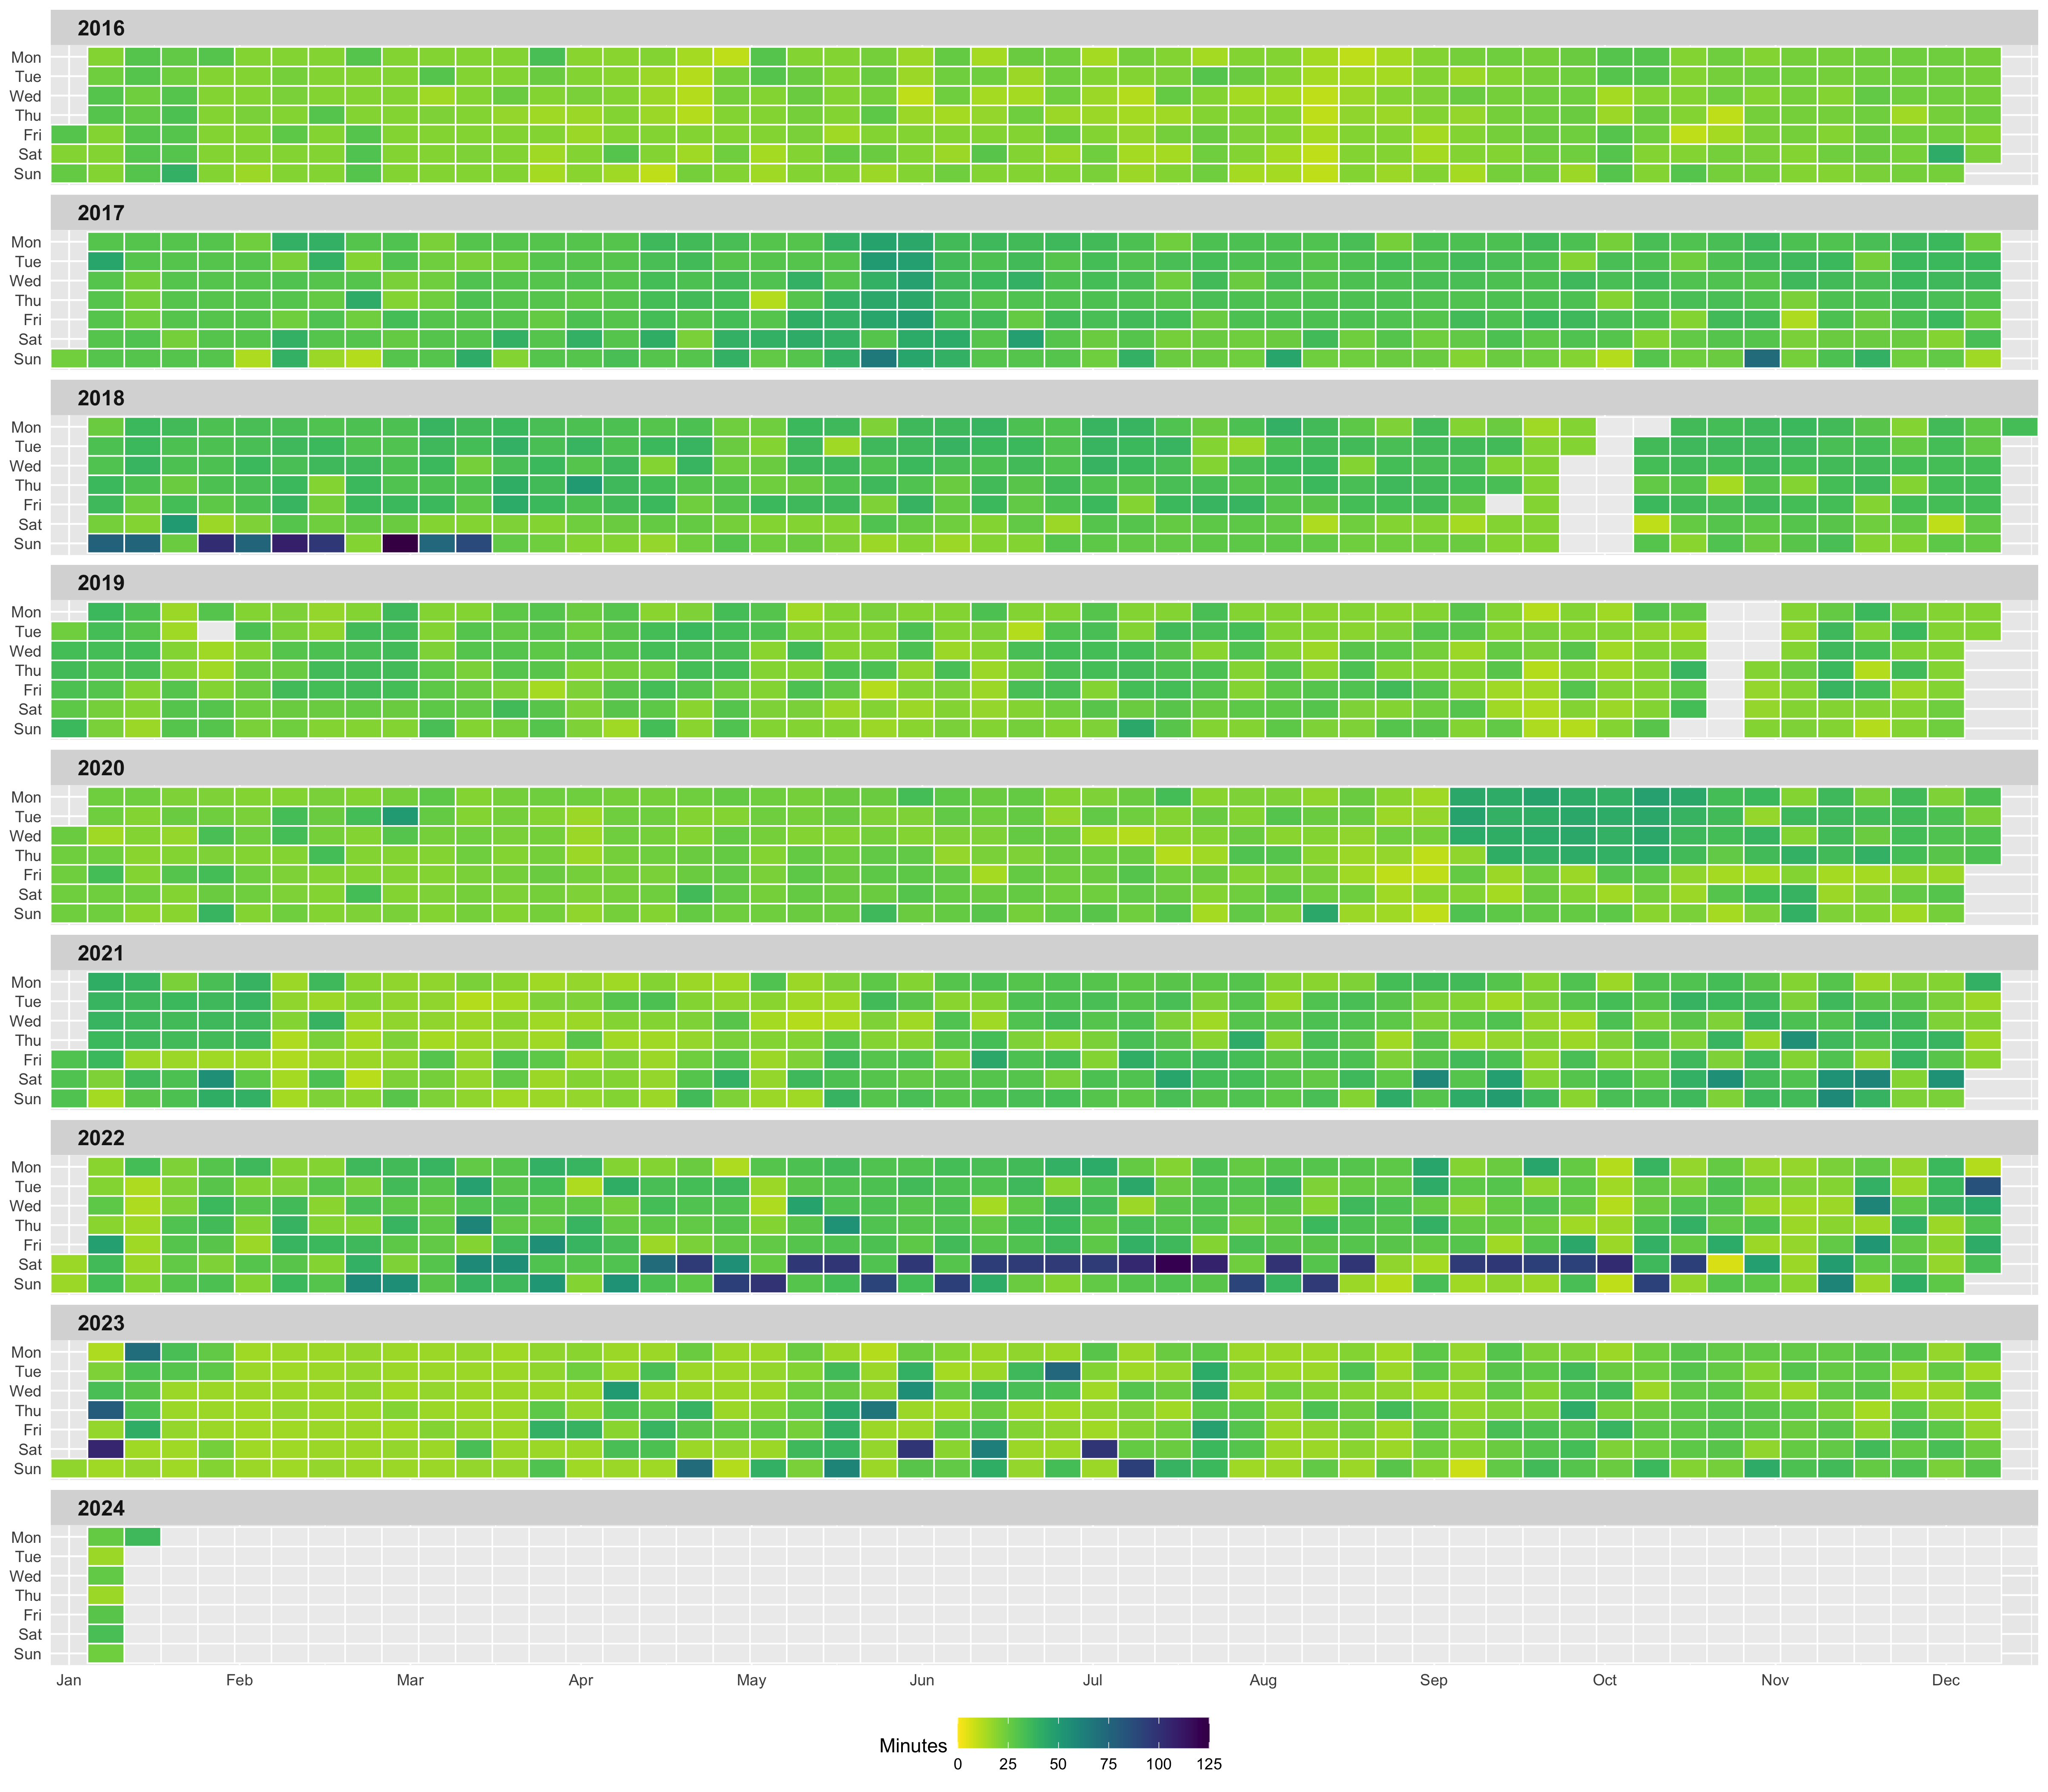 2016
Mon
Tue
Wed
Thu
Fri
Sat
Sun
2017
Mon
Tue
Wed
Thu
Fri
Sat
Sun
2018
Mon
Tue
Wed
Thu
Fri
Sat
Sun
2019
Mon
Tue
Wed
Thu
Fri
Sat
Sun
2020
Mon
Tue
Wed
Thu
Fri
Sat
Sun
2021
Mon
Tue
Wed
Thu
Fri
Sat
Sun
2022
Mon
Tue
Wed
Thu
Fri
Sat
Sun
2023
Mon
Tue
Wed
Thu
Fri
Sat
Sun
2024
Mon
Tue
Wed
Thu
Fri
Sat
Sun
Jan Feb Mar Apr May Jun Jul Aug Sep Oct Nov Dec
Minutes
0 25 50 75 100 125